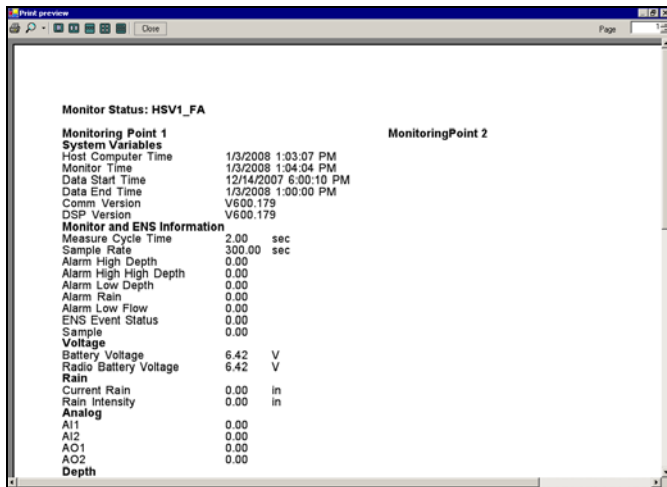 Print preview
Close
Page 1
Monitor Status: HSV1_FA
Monitoring Point 1 MonitoringPoint 2
System Variables
Host Computer Time 1/3/2008 1:03:07 PM
Monitor Time 1/3/2008 1:04:04 PM
Data Start Time 12/14/2007 6:00:10 PM
Data End Time 1/3/2008 1:00:00 PM
Comm Version V600.179
DSP Version V600.179
Monitor and ENS Information
Measure Cycle Time 2.00 sec
Sample Rate 300.00 sec
Alarm High Depth 0.00
Alarm High High Depth 0.00
Alarm Low Depth 0.00
Alarm Rain 0.00
Alarm Low Flow 0.00
ENS Event Status 0.00
Sample 0.00
Voltage
Battery Voltage 6.42 V
Radio Battery Voltage 6.42 V
Rain
Current Rain 0.00 in
Rain Intensity 0.00 in
Analog
AI1 0.00
AI2 0.00
AO1 0.00
AO2 0.00
Depth